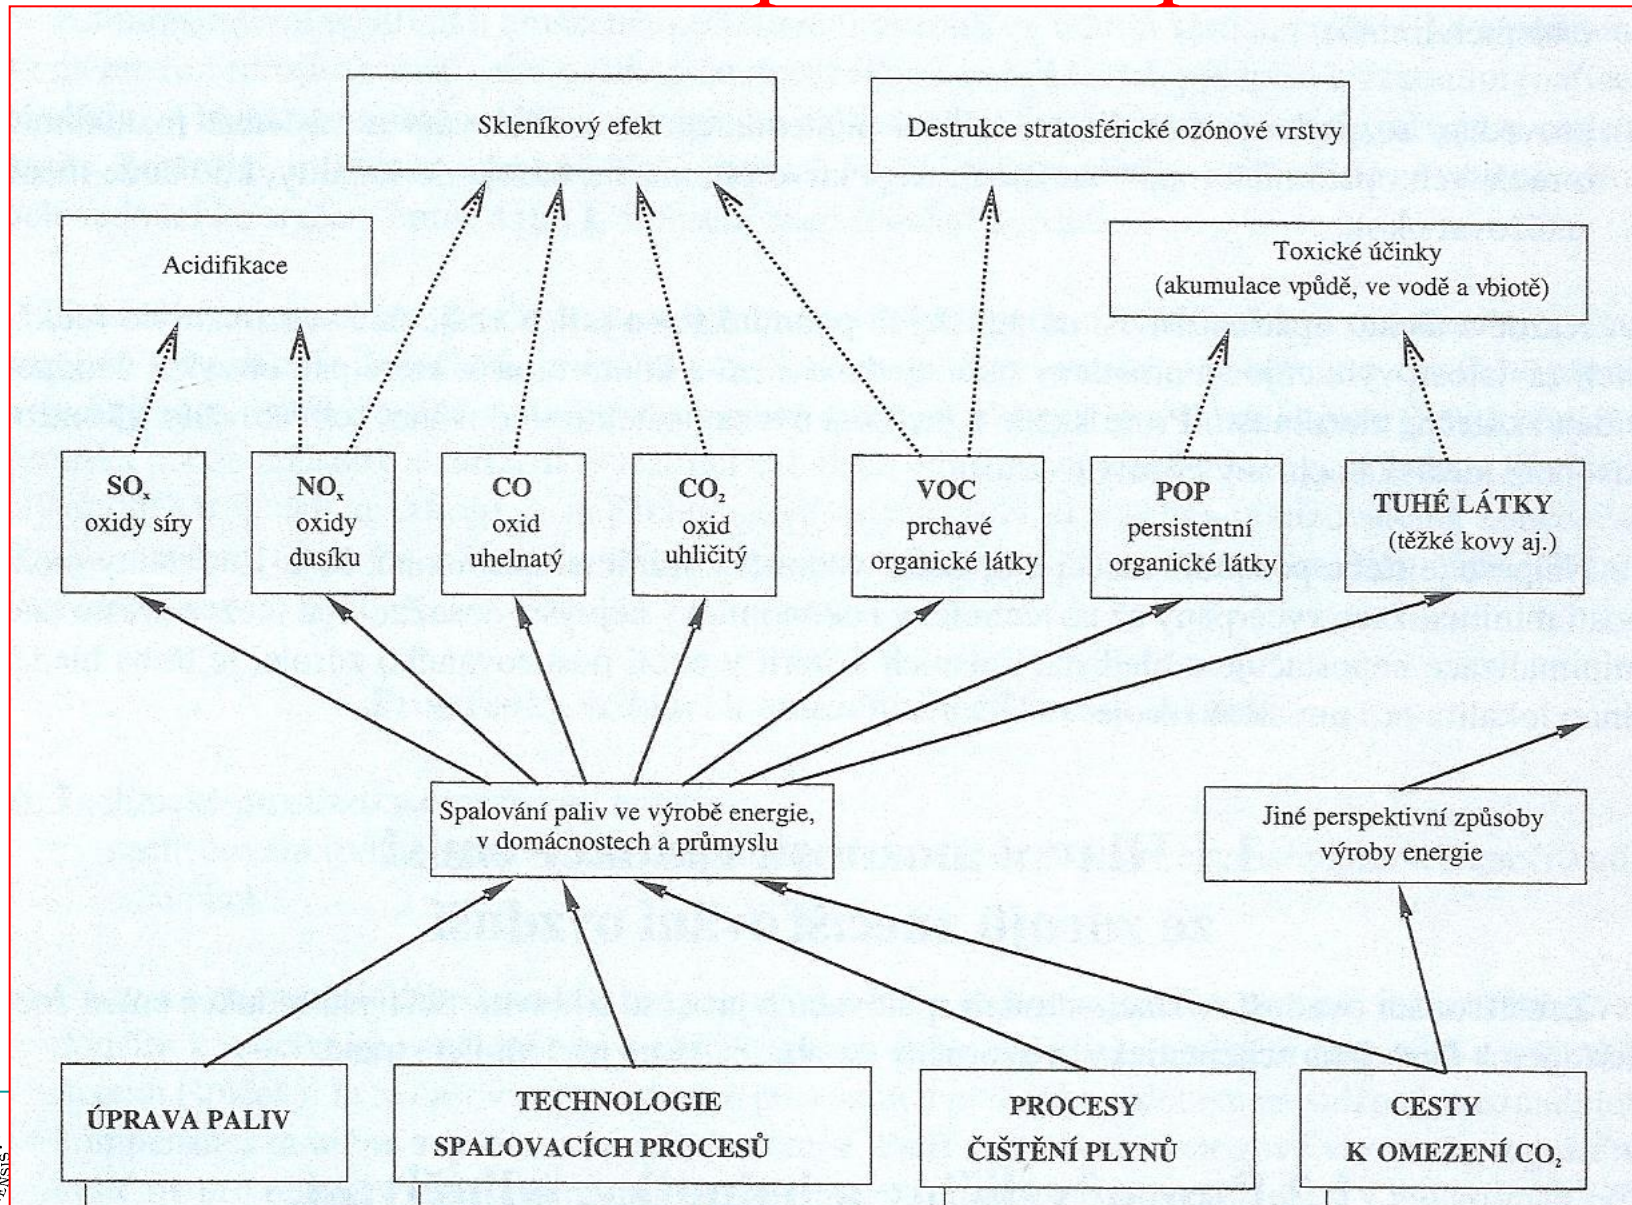 Skleníkový efekt
Destrukce stratosférické ozónové vrstvy
Acidifikace
Toxické účinky
(akumulace vpůdě, ve vodě a vbiotě)
SOₓ
oxidy síry
NOₓ
oxidy
dusíku
CO
oxid
uhelnatý
CO₂
oxid
uhličitý
VOC
prchavé
organické látky
POP
persistentní
organické látky
TUHÉ LÁTKY
(těžké kovy aj.)
Spalování paliv ve výrobě energie,
v domácnostech a průmyslu
Jiné perspektivní způsoby
výroby energie
ÚPRAVA PALIV
TECHNOLOGIE
SPALOVACÍCH PROCESŮ
PROCESY
ČIŠTĚNÍ PLYNŮ
CESTY
K OMEZENÍ CO₂